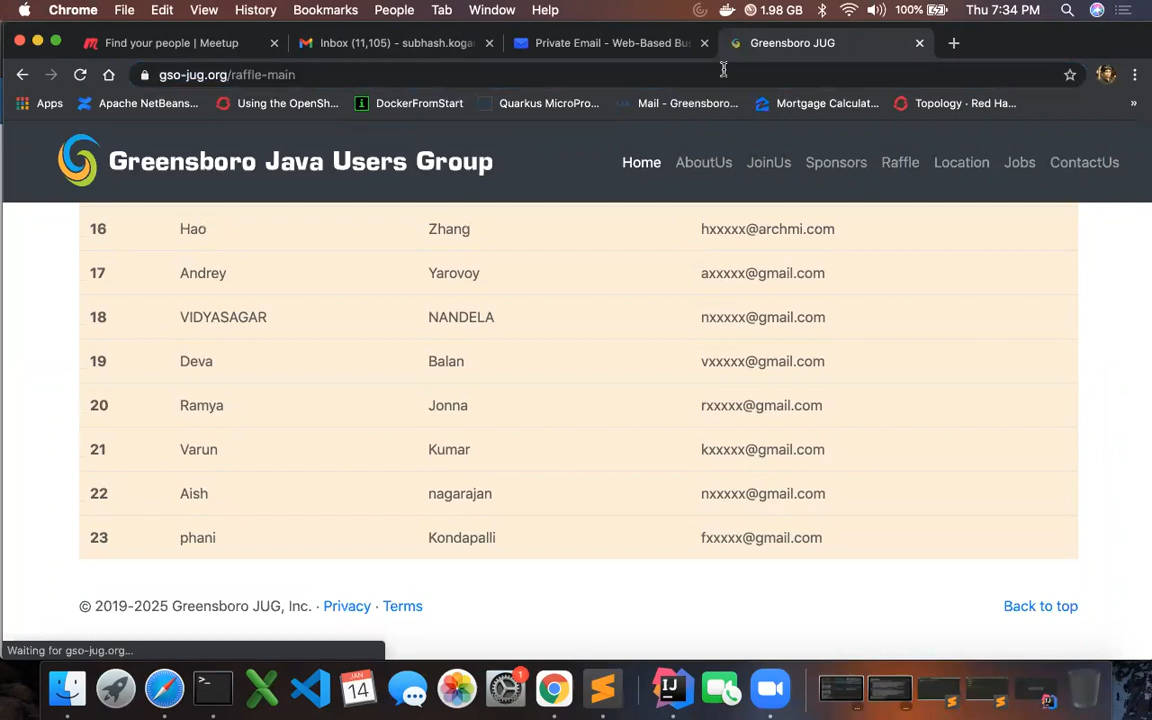 Chrome File Edit View History Bookmarks People Tab Window Help 1.98 GB 100% Thu 7:34 PM
Find your people | Meetup Inbox (11,105) - subhash.koga Private Email - Web-Based Bus Greensboro JUG
gso-jug.org/raffle-main
Apps Apache NetBeans... Using the OpenSh... DockerFromStart Quarkus MicroPro... Mail - Greensboro... Mortgage Calculat... Topology · Red Ha... »
Greensboro Java Users Group Home AboutUs JoinUs Sponsors Raffle Location Jobs ContactUs
16 Hao Zhang hxxxxx@archmi.com
17 Andrey Yarovoy axxxxx@gmail.com
18 VIDYASAGAR NANDELA nxxxxx@gmail.com
19 Deva Balan vxxxxx@gmail.com
20 Ramya Jonna rxxxxx@gmail.com
21 Varun Kumar kxxxxx@gmail.com
22 Aish nagarajan nxxxxx@gmail.com
23 phani Kondapalli fxxxxx@gmail.com
© 2019-2025 Greensboro JUG, Inc. · Privacy · Terms Back to top
Waiting for gso-jug.org...
JAN
14
1
IJ